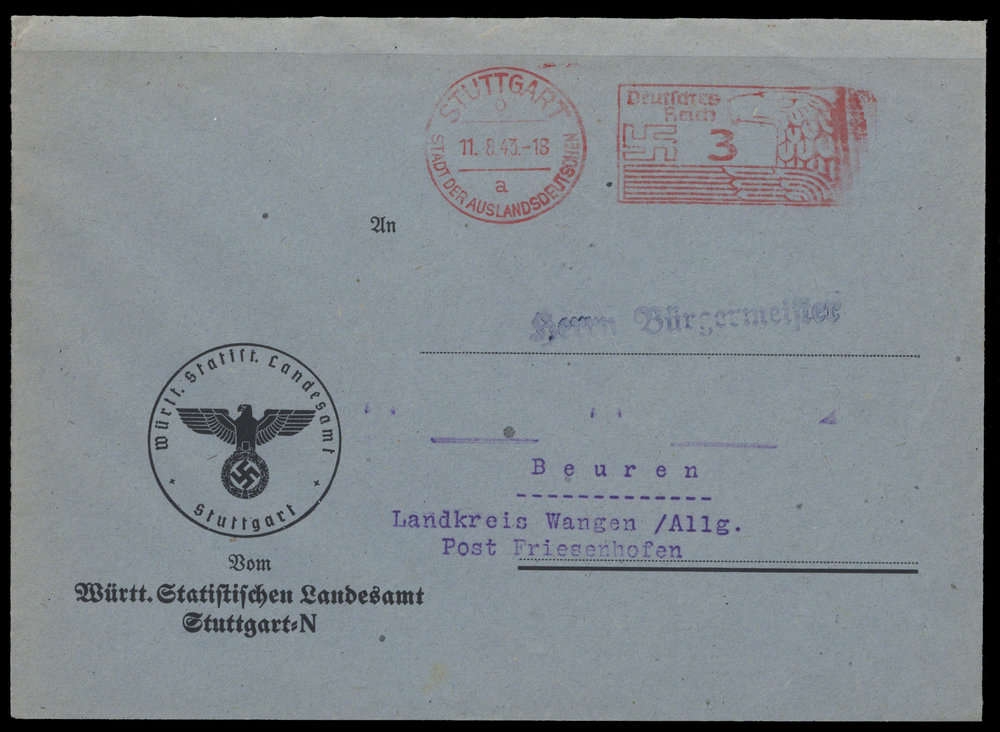 STUTTGART
11. 8.43.-18
a
STADT DER AUSLANDSDEUTSCHEN
Deutsches
Reich
3
An
Herrn Bürgermeister
Württ. Statist. Landesamt
Stuttgart
Beuren
Landkreis Wangen /Allg.
Post Friesenhofen
Vom
Württ. Statistischen Landesamt
Stuttgart-N